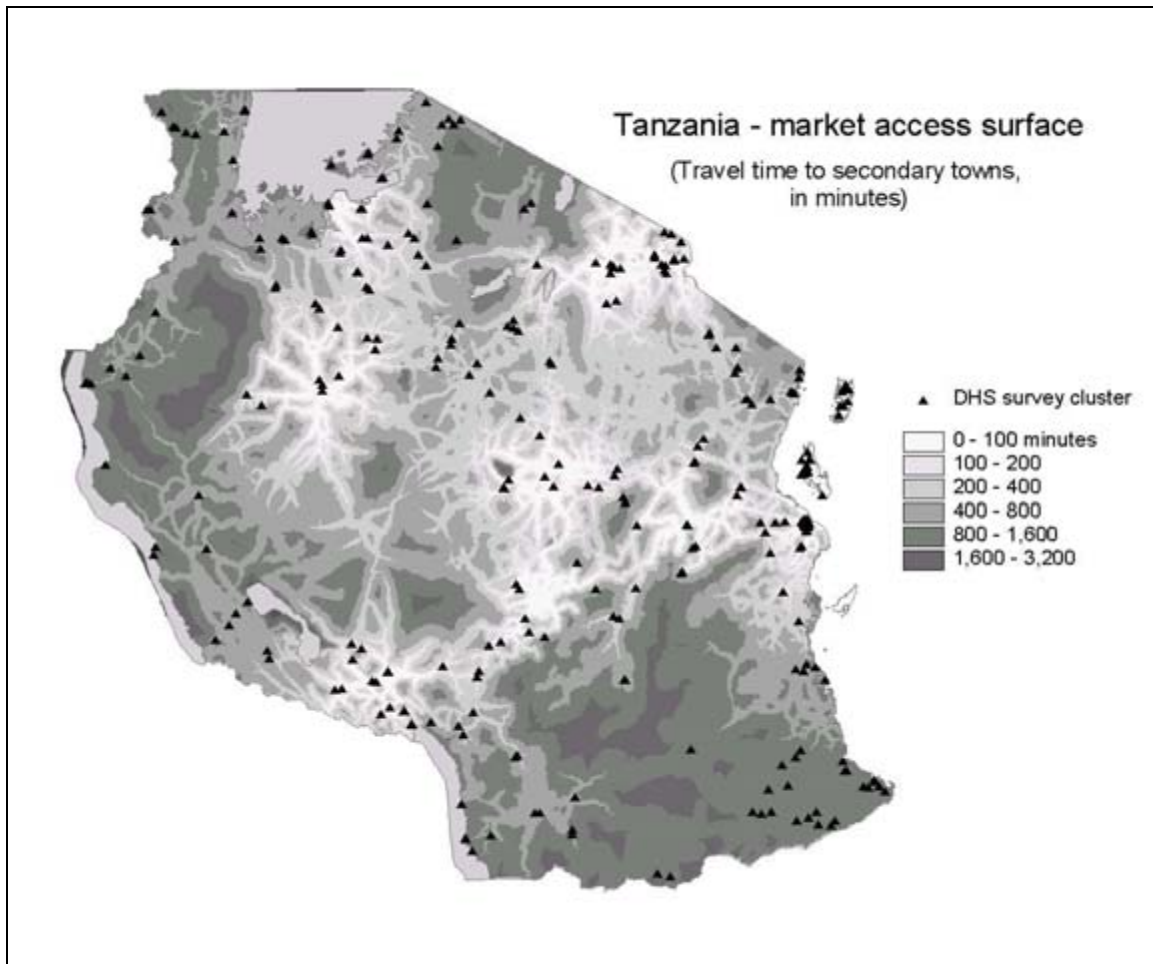 Tanzania - market access surface
(Travel time to secondary towns,
in minutes)
DHS survey cluster
0 - 100 minutes
100 - 200
200 - 400
400 - 800
800 - 1,600
1,600 - 3,200